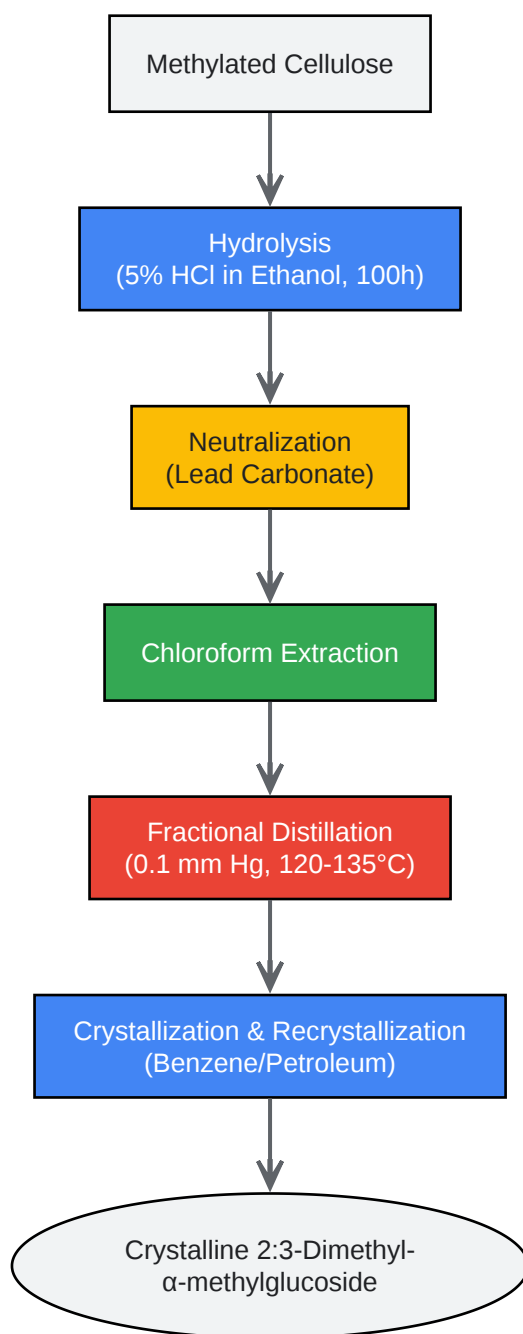 Methylated Cellulose
Hydrolysis
(5% HCl in Ethanol, 100h)
Neutralization
(Lead Carbonate)
Chloroform Extraction
Fractional Distillation
(0.1 mm Hg, 120-135°C)
Crystallization & Recrystallization
(Benzene/Petroleum)
Crystalline 2:3-Dimethyl-
α-methylglucoside